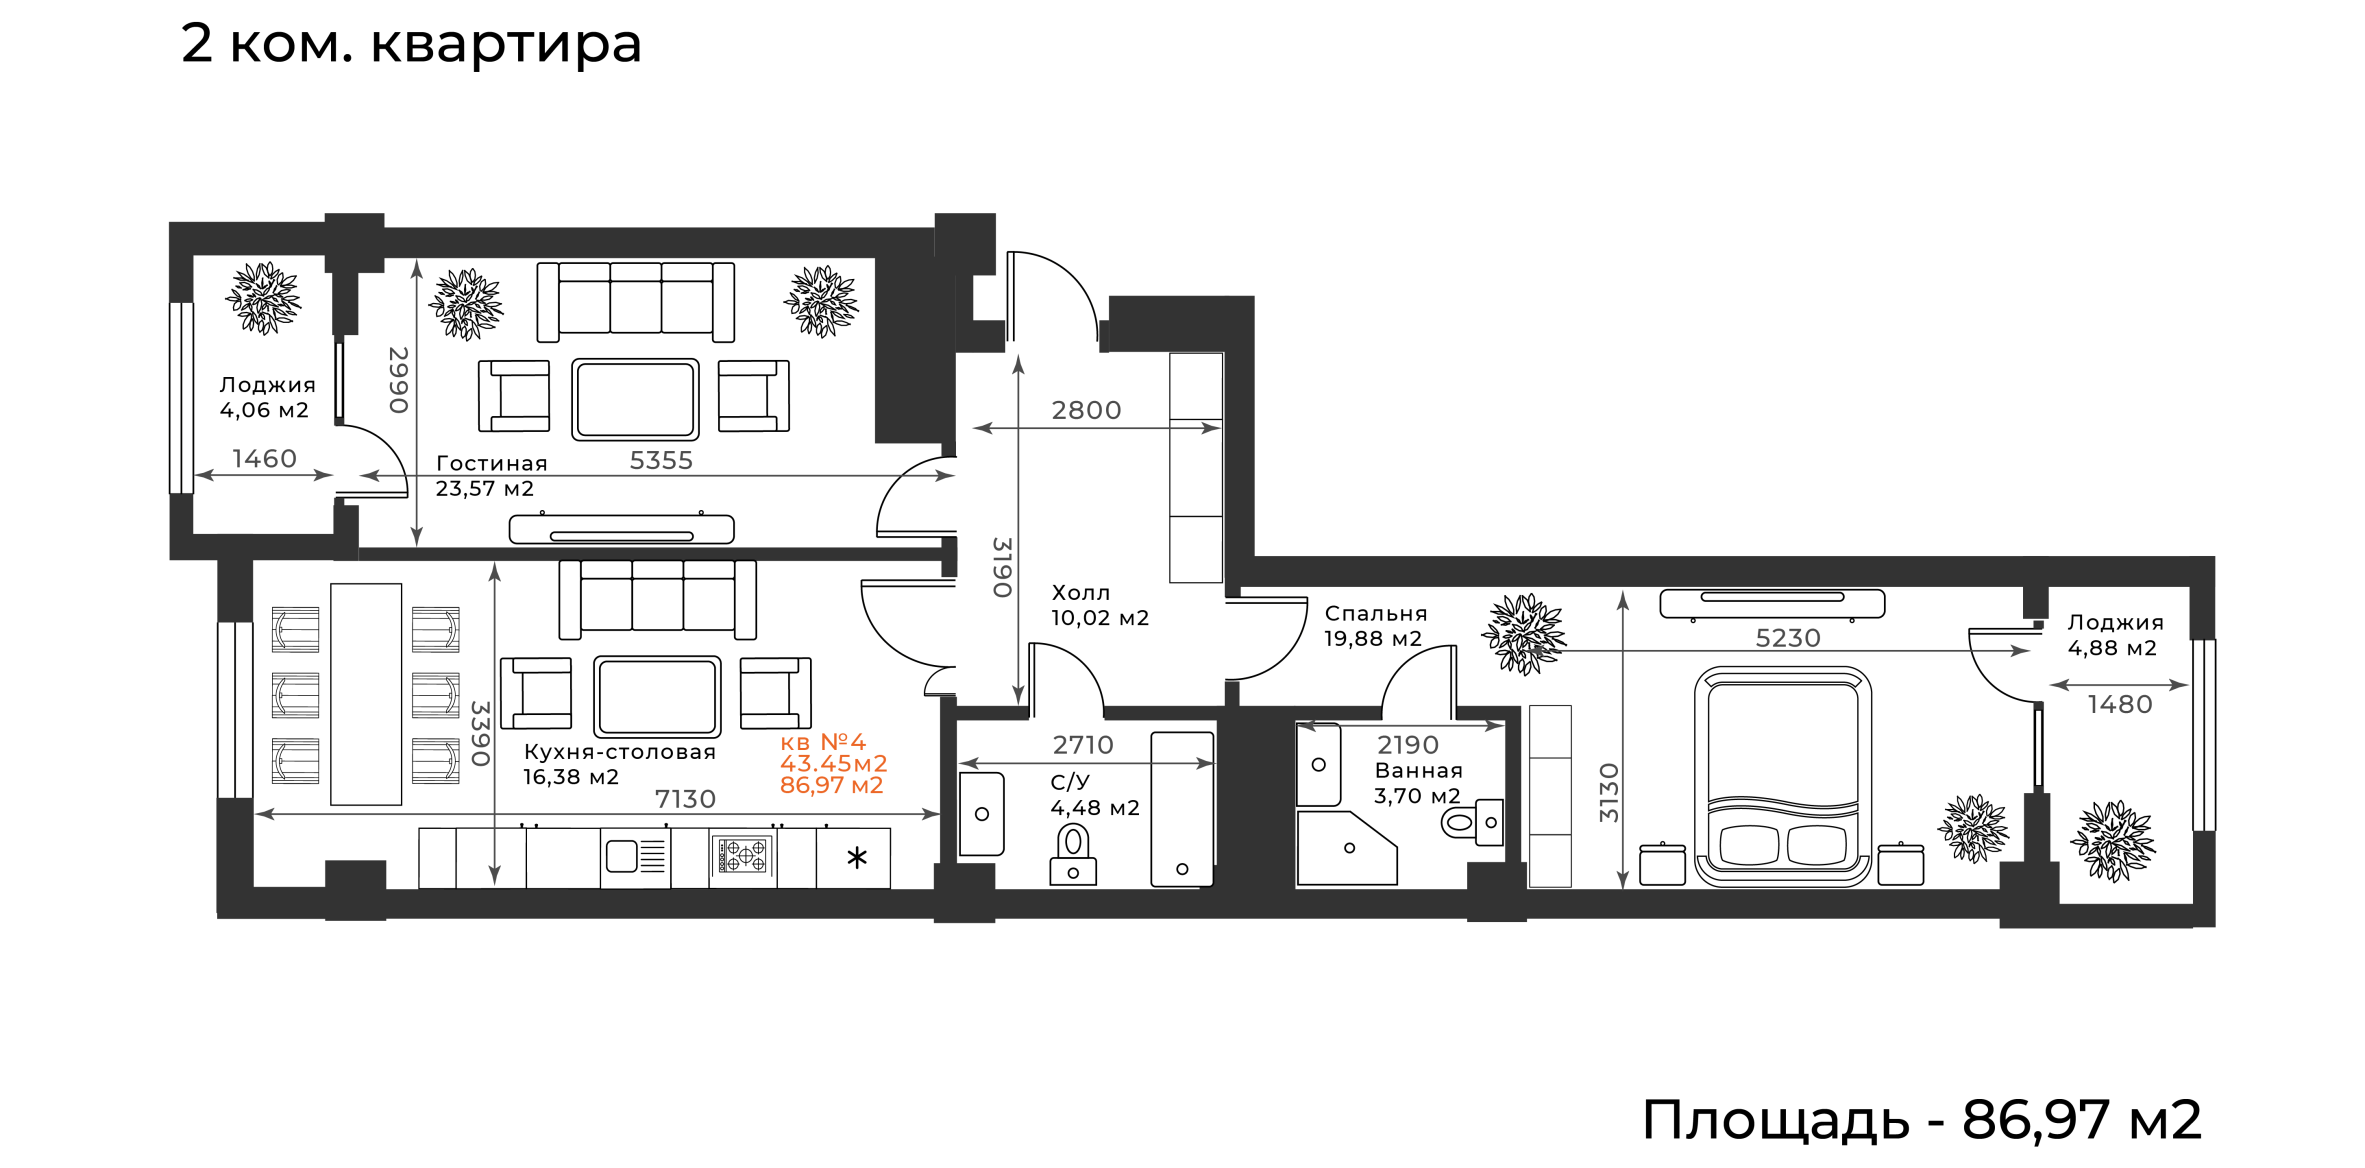 2 ком. квартира
Лоджия
4,06 м2
1460
2990
Гостиная
23,57 м2
5355
2800
3190
Холл
10,02 м2
Спальня
19,88 м2
5230
Лоджия
4,88 м2
1480
3390
Кухня-столовая
16,38 м2
7130
кв №4
43.45м2
86,97 м2
2710
С/У
4,48 м2
2190
Ванная
3,70 м2
3130
Площадь - 86,97 м2